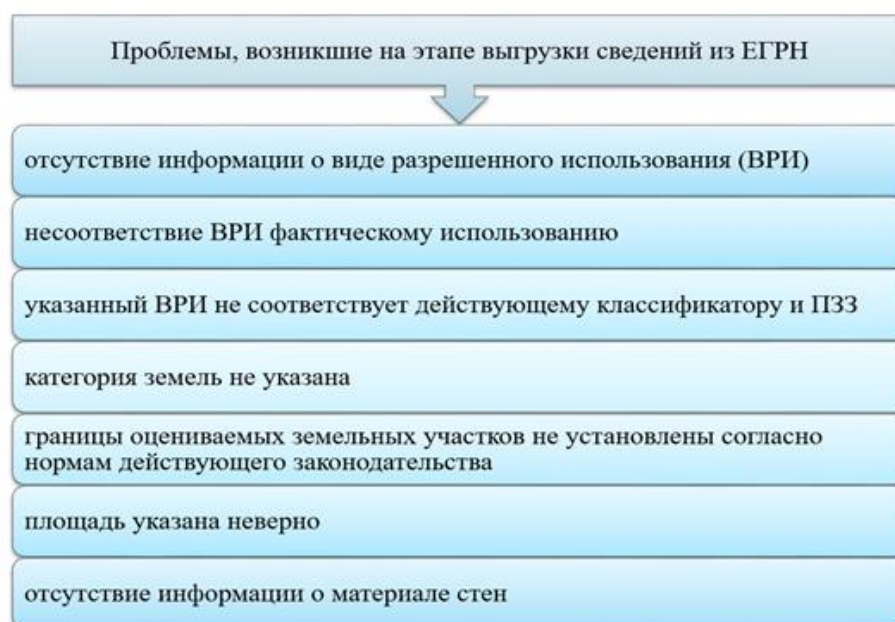 Проблемы, возникшие на этапе выгрузки сведений из ЕГРН
отсутствие информации о виде разрешенного использования (ВРИ)
несоответствие ВРИ фактическому использованию
указанный ВРИ не соответствует действующему классификатору и ПЗЗ
категория земель не указана
границы оцениваемых земельных участков не установлены согласно
нормам действующего законодательства
площадь указана неверно
отсутствие информации о материале стен